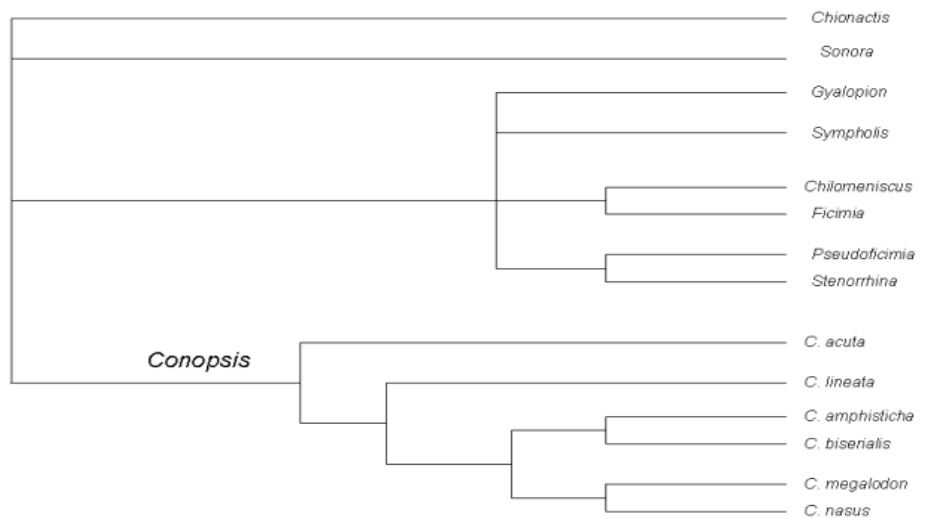 Chionactis
Sonora
Gyalopion
Sympholis
Chilomeniscus
Ficimia
Pseudoficimia
Stenorrhina
C. acuta
Conopsis
C. lineata
C. amphisticha
C. biserialis
C. megalodon
C. nasus